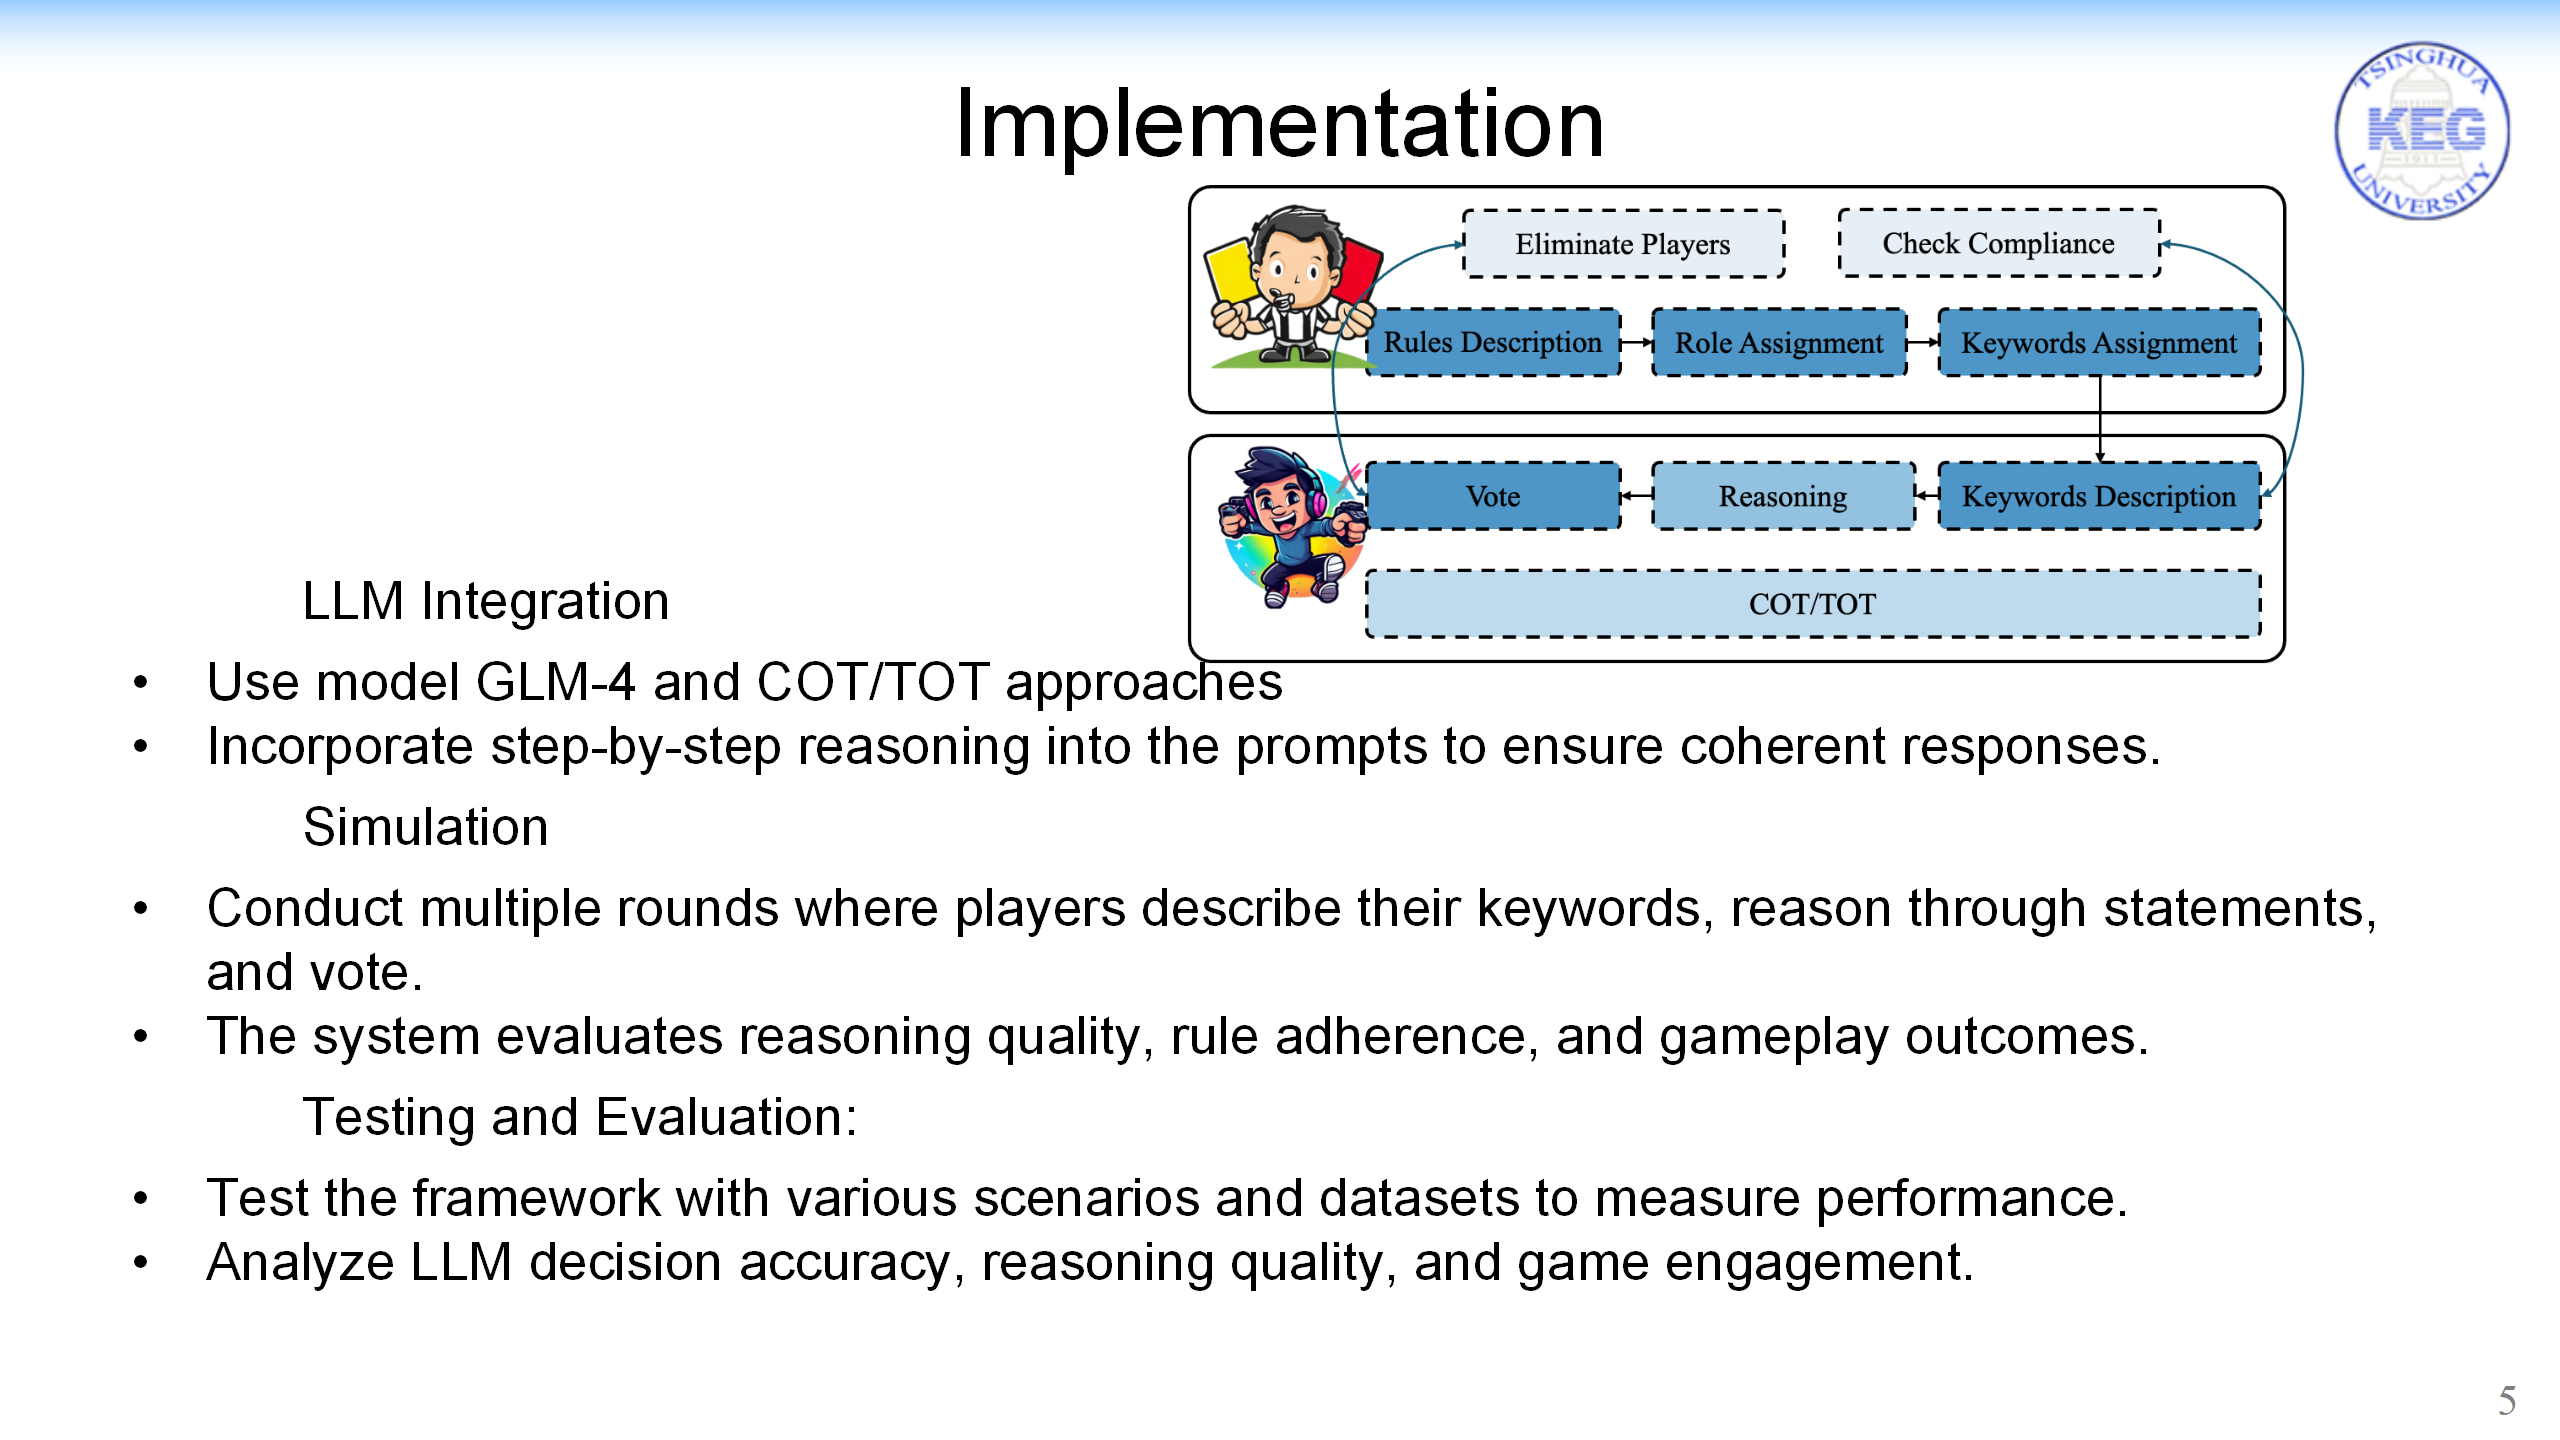 Implementation
TSINGHUA
KEG
1911
UNIVERSITY
Eliminate Players
Check Compliance
Rules Description
Role Assignment
Keywords Assignment
Vote
Reasoning
Keywords Description
COT/TOT
LLM Integration
• Use model GLM-4 and COT/TOT approaches
• Incorporate step-by-step reasoning into the prompts to ensure coherent responses.
Simulation
• Conduct multiple rounds where players describe their keywords, reason through statements,
and vote.
• The system evaluates reasoning quality, rule adherence, and gameplay outcomes.
Testing and Evaluation:
• Test the framework with various scenarios and datasets to measure performance.
• Analyze LLM decision accuracy, reasoning quality, and game engagement.
5